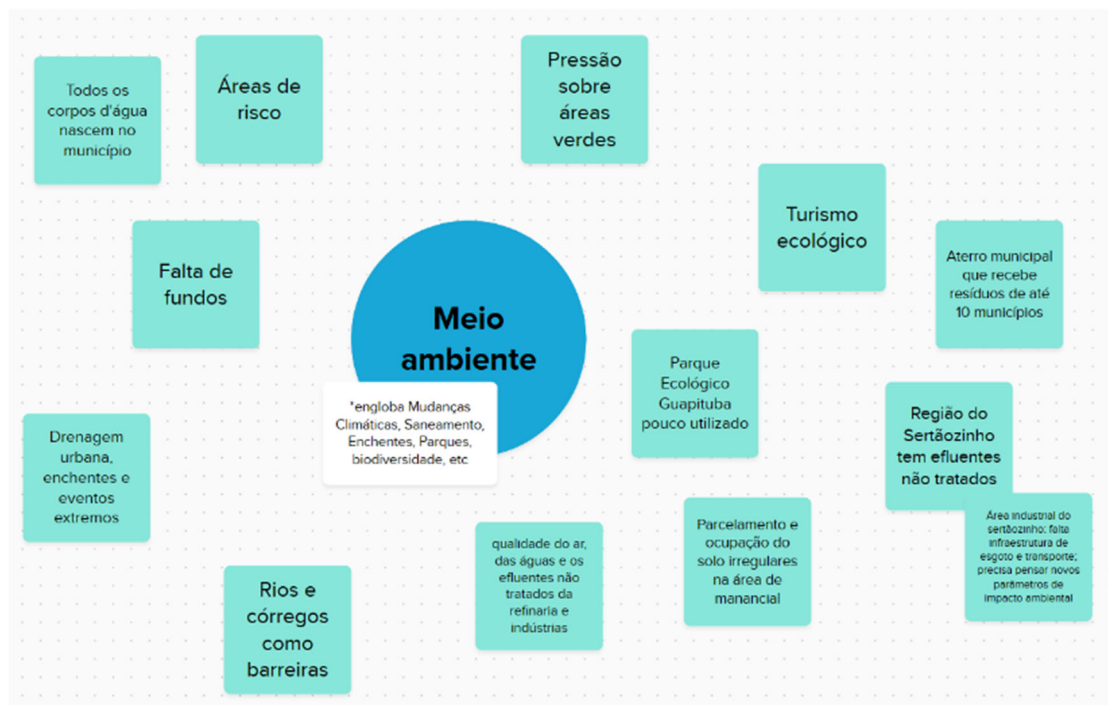 Todos os
corpos d'água
nascem no
município
Áreas de
risco
Pressão
sobre
áreas
verdes
Turismo
ecológico
Aterro municipal
que recebe
resíduos de até
10 municípios
Falta de
fundos
Meio
ambiente
*engloba Mudanças
Climáticas, Saneamento,
Enchentes, Parques,
biodiversidade, etc
Parque
Ecológico
Guapituba
pouco utilizado
Região do
Sertãozinho
tem efluentes
não tratados
Drenagem
urbana,
enchentes e
eventos
extremos
Área industrial do
sertãozinho: falta
infraestrutura de
esgoto e transporte;
precisa pensar novos
parâmetros de
impacto ambiental
Parcelamento e
ocupação do
solo irregulares
na área de
manancial
qualidade do ar,
das águas e os
efluentes não
tratados da
refinaria e
indústrias
Rios e
córregos
como
barreiras